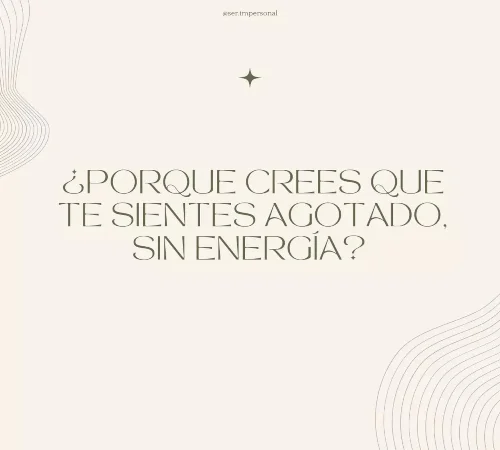 @ser.impersonal
¿PORQUE CREES QUE
TE SIENTES AGOTADO,
SIN ENERGÍA?